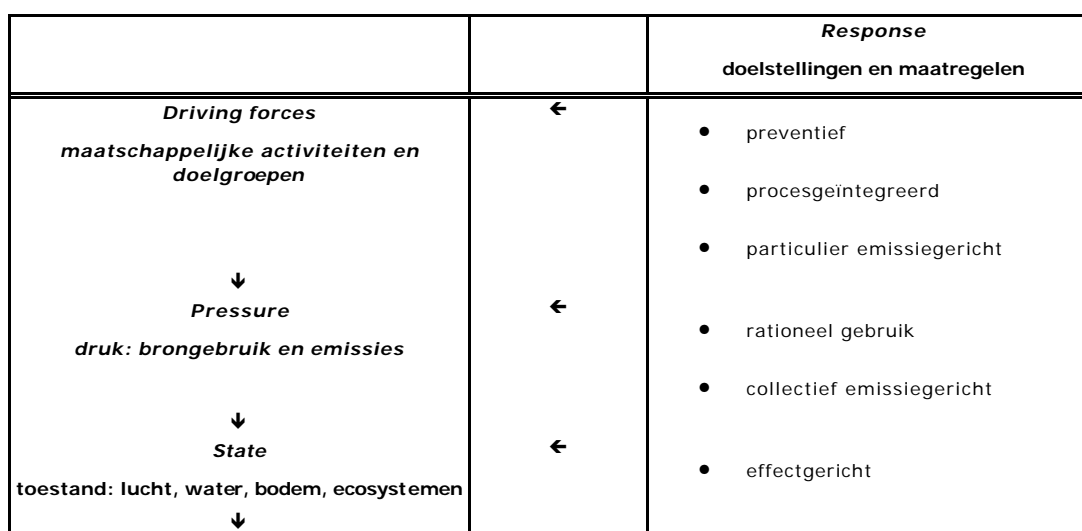 Response
doelstellingen en maatregelen
Driving forces
←
maatschappelijke activiteiten en
doelgroepen
• preventief
• procesgeïntegreerd
• particulier emissiegericht
↓
Pressure
←
druk: brongebruik en emissies
• rationeel gebruik
• collectief emissiegericht
↓
State
←
toestand: lucht, water, bodem, ecosystemen
• effectgericht
↓